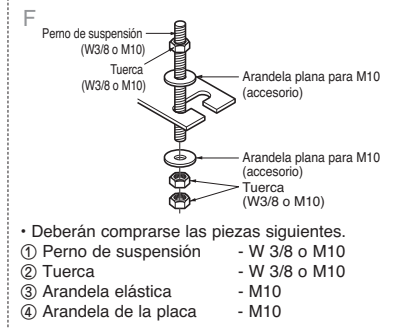 F
Perno de suspensión
(W3/8 o M10)
Tuerca
(W3/8 o M10)
Arandela plana para M10
(accesorio)
Arandela plana para M10
(accesorio)
Tuerca
(W3/8 o M10)
• Deberán comprarse las piezas siguientes.
① Perno de suspensión - W 3/8 o M10
② Tuerca - W 3/8 o M10
③ Arandela elástica - M10
④ Arandela de la placa - M10